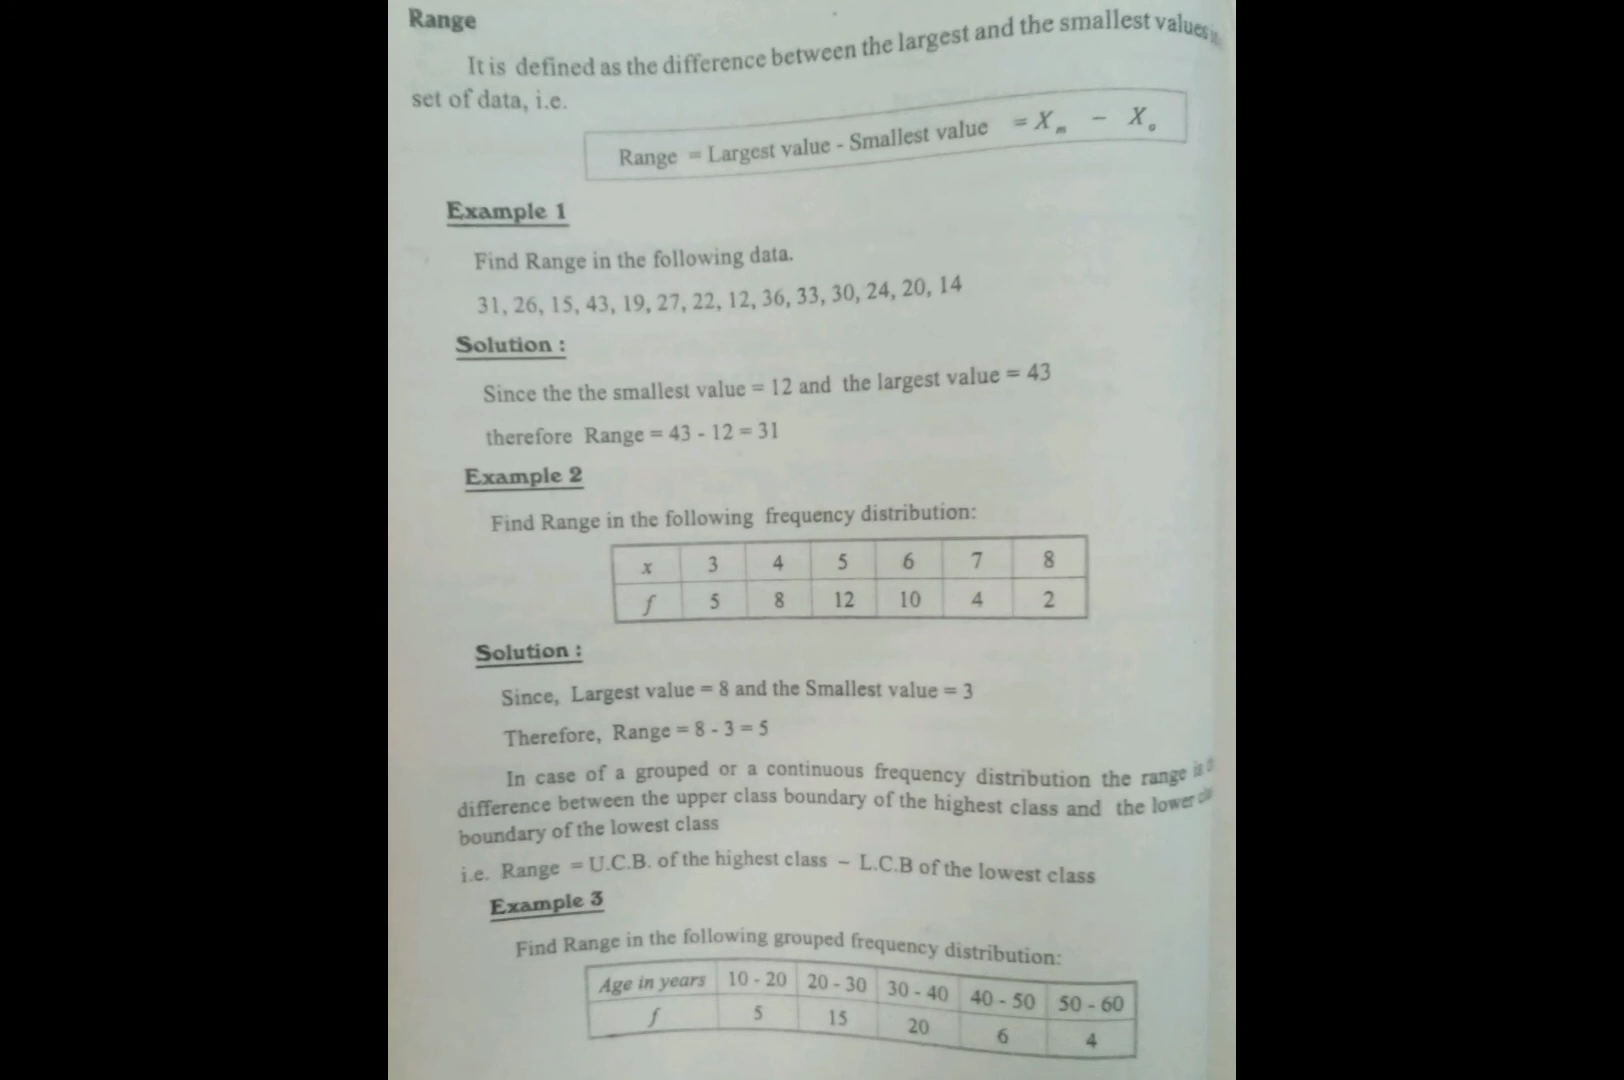 Range
It is defined as the difference between the largest and the smallest values
set of data, i.e.
Range = Largest value - Smallest value = Xm - Xo
Example 1
Find Range in the following data.
31, 26, 15, 43, 19, 27, 22, 12, 36, 33, 30, 24, 20, 14
Solution :
Since the the smallest value = 12 and the largest value = 43
therefore Range = 43 - 12 = 31
Example 2
Find Range in the following frequency distribution:
x 3 4 5 6 7 8
f 5 8 12 10 4 2
Solution :
Since, Largest value = 8 and the Smallest value = 3
Therefore, Range = 8 - 3 = 5
In case of a grouped or a continuous frequency distribution the range is
difference between the upper class boundary of the highest class and the lower
boundary of the lowest class
i.e. Range = U.C.B. of the highest class – L.C.B of the lowest class
Example 3
Find Range in the following grouped frequency distribution:
Age in years 10 - 20 20 - 30 30 - 40 40 - 50 50 - 60
f 5 15 20 6 4